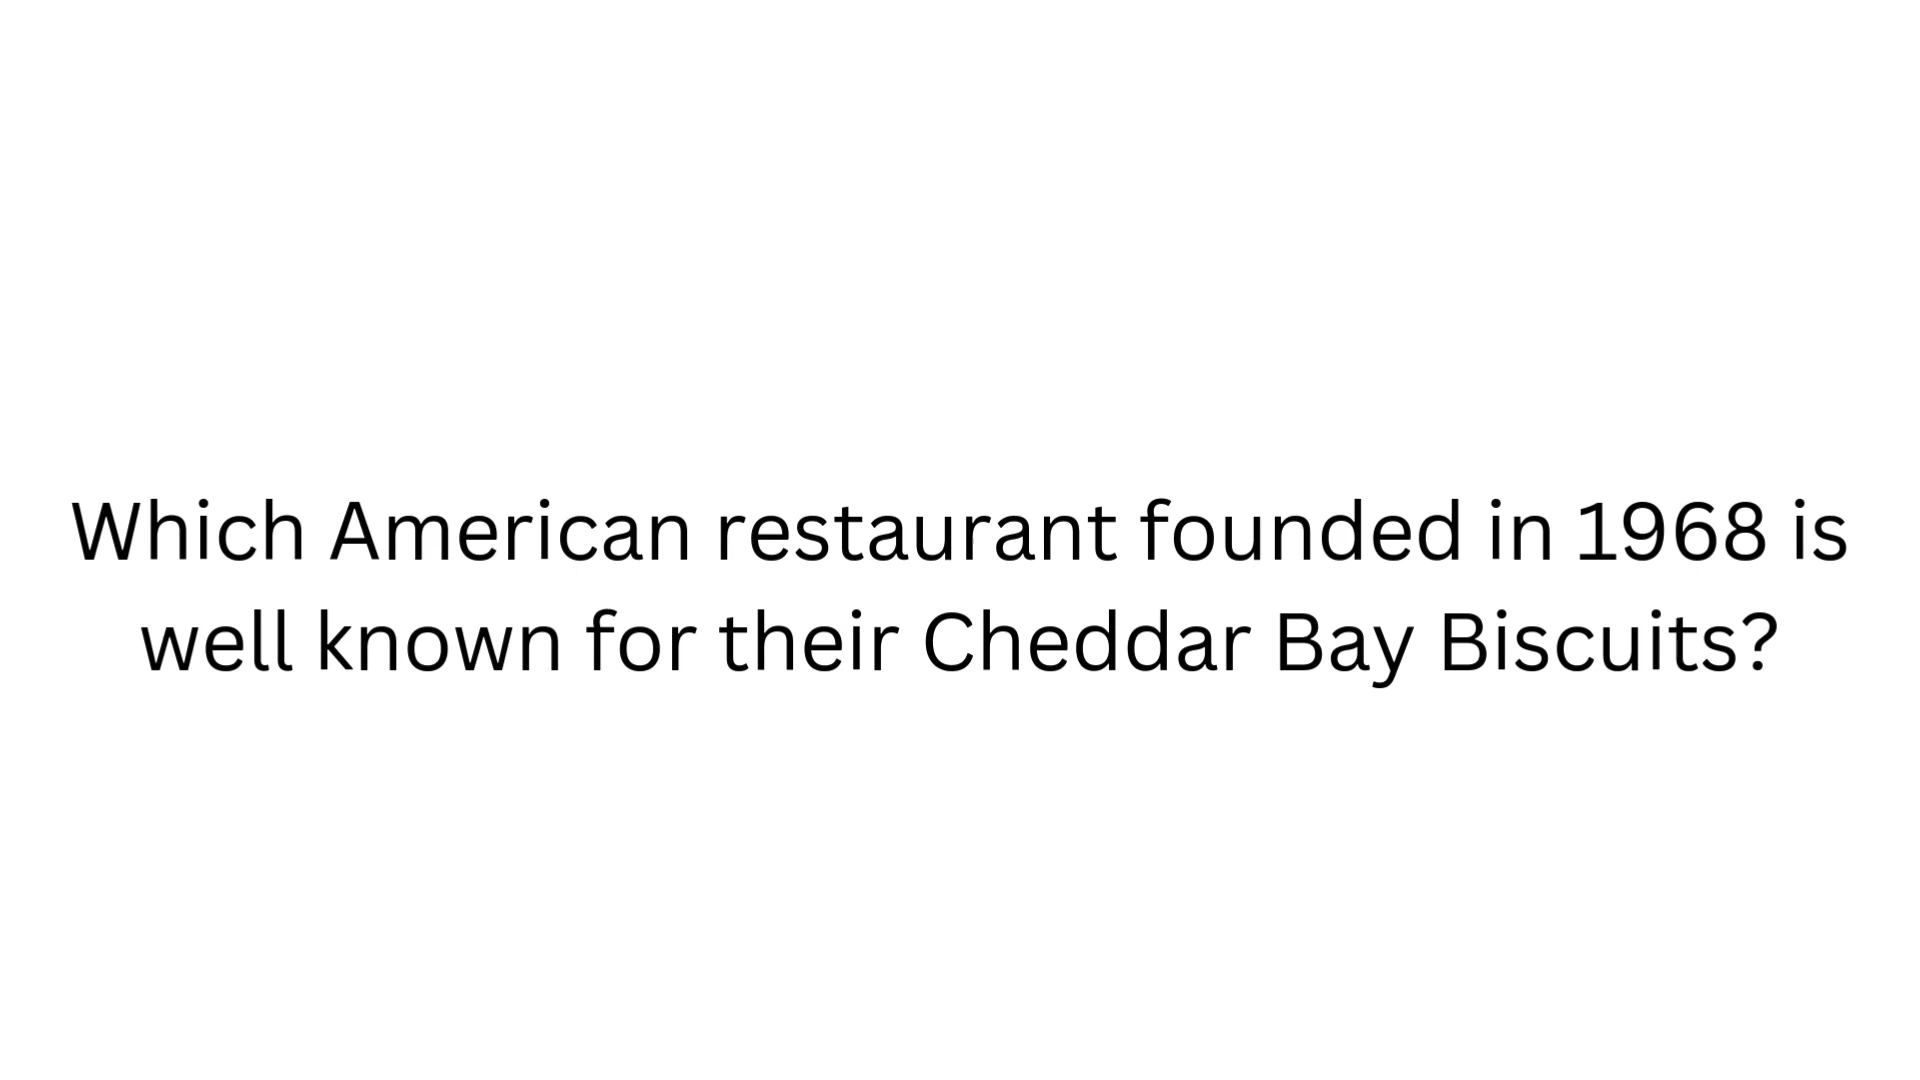 Which American restaurant founded in 1968 is
well known for their Cheddar Bay Biscuits?